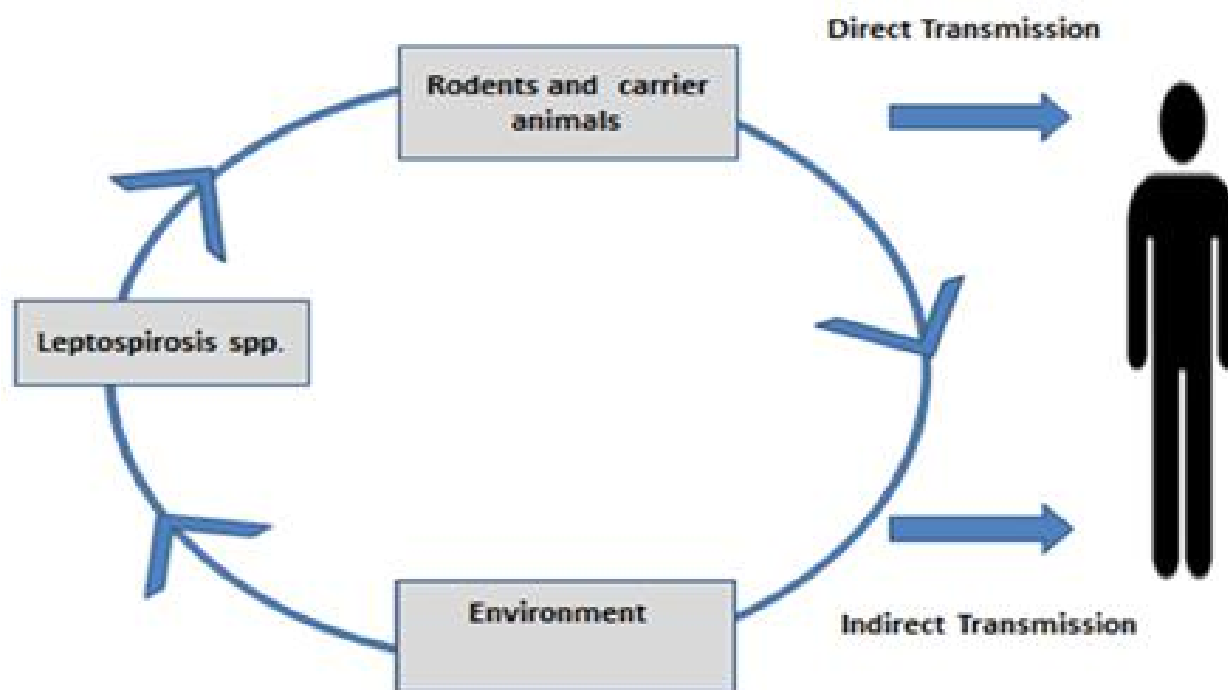 Direct Transmission
Rodents and carrier
animals
Leptospirosis spp.
Environment
Indirect Transmission